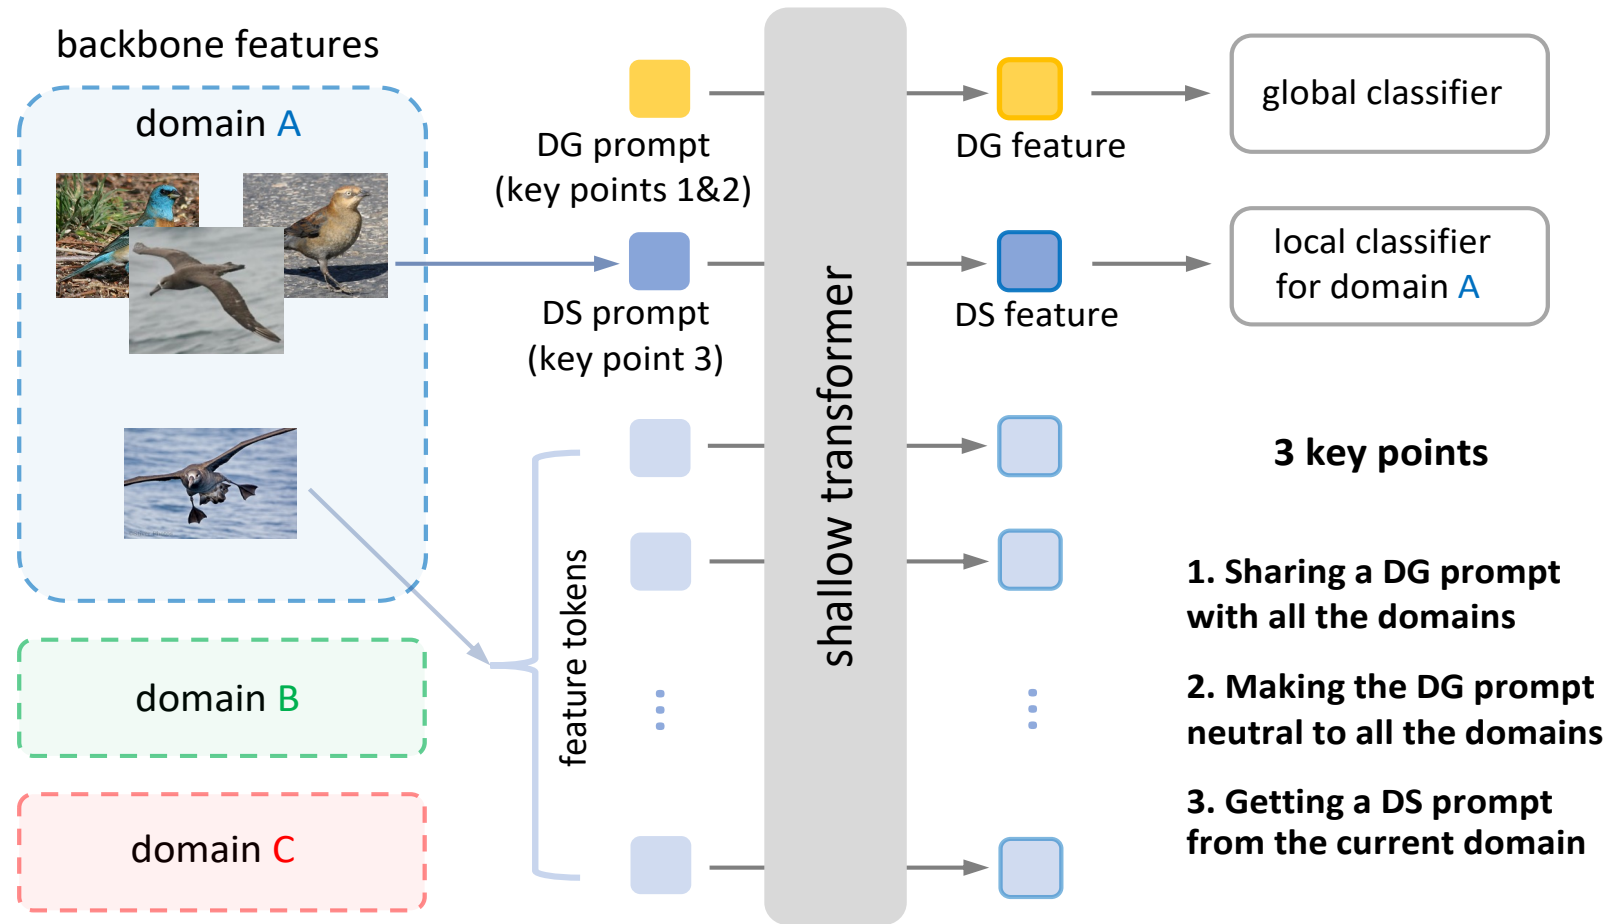 backbone features
domain A
domain B
domain C
DG prompt
(key points 1&2)
DS prompt
(key point 3)
feature tokens
shallow transformer
DG feature
DS feature
global classifier
local classifier
for domain A
3 key points
1. Sharing a DG prompt
with all the domains
2. Making the DG prompt
neutral to all the domains
3. Getting a DS prompt
from the current domain